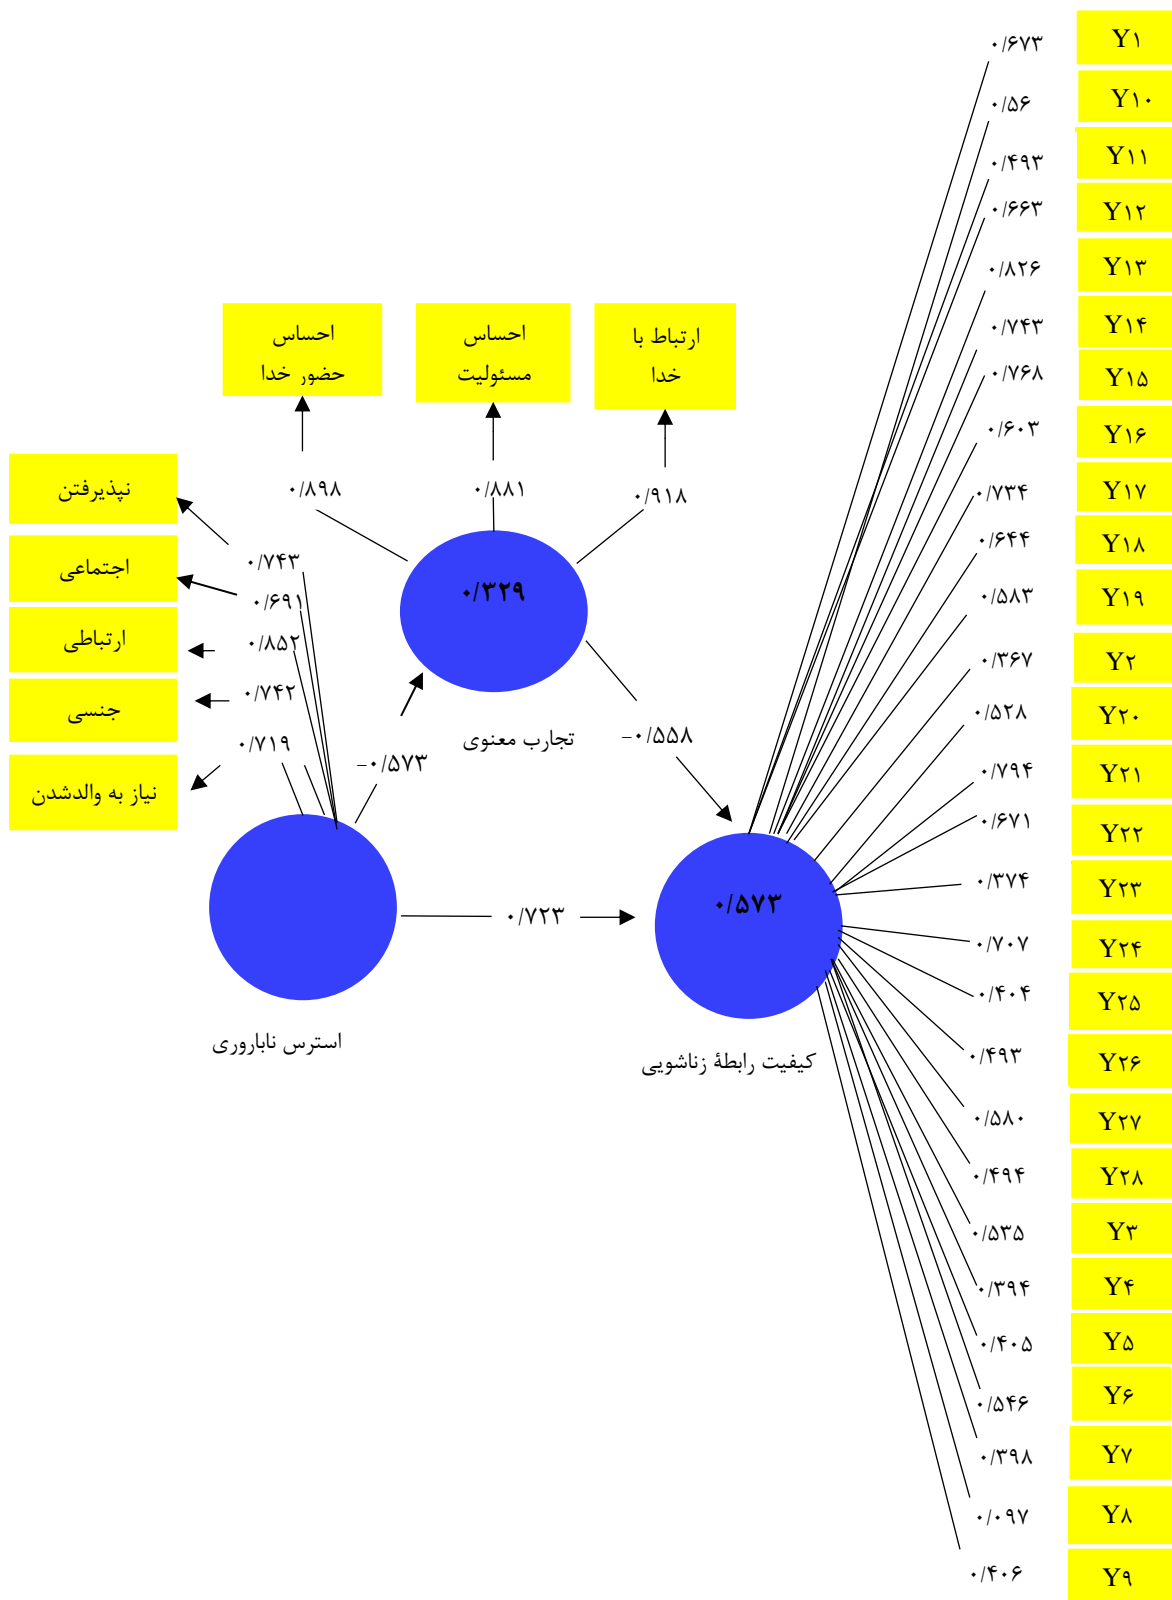 ۰/۶۷۳ Y۱
۰/۵۶ Y۱۰
۰/۴۹۳ Y۱۱
۰/۶۶۳ Y۱۲
۰/۸۲۶ Y۱۳
۰/۷۴۳ Y۱۴
۰/۷۶۸ Y۱۵
۰/۶۰۳ Y۱۶
۰/۷۳۴ Y۱۷
۰/۶۴۴ Y۱۸
۰/۵۸۳ Y۱۹
۰/۳۶۷ Y۲
۰/۵۲۸ Y۲۰
۰/۷۹۴ Y۲۱
۰/۶۷۱ Y۲۲
۰/۳۷۴ Y۲۳
۰/۷۰۷ Y۲۴
۰/۴۰۴ Y۲۵
۰/۴۹۳ Y۲۶
۰/۵۸۰ Y۲۷
۰/۴۹۴ Y۲۸
۰/۵۳۵ Y۳
۰/۳۹۴ Y۴
۰/۴۰۵ Y۵
۰/۵۴۶ Y۶
۰/۳۹۸ Y۷
۰/۰۹۷ Y۸
۰/۴۰۶ Y۹
ارتباط با
خدا
احساس
مسئولیت
احساس
حضور خدا
۰/۹۱۸
۰/۸۸۱
۰/۸۹۸
۰/۳۲۹
تجارب معنوی
نپذیرفتن
اجتماعی
ارتباطی
جنسی
نیاز به والدشدن
۰/۷۴۳
۰/۶۹۱
۰/۸۵۲
۰/۷۴۲
۰/۷۱۹
−۰/۵۷۳
−۰/۵۵۸
۰/۷۲۳
۰/۵۷۳
استرس ناباروری
کیفیت رابطهٔ زناشویی